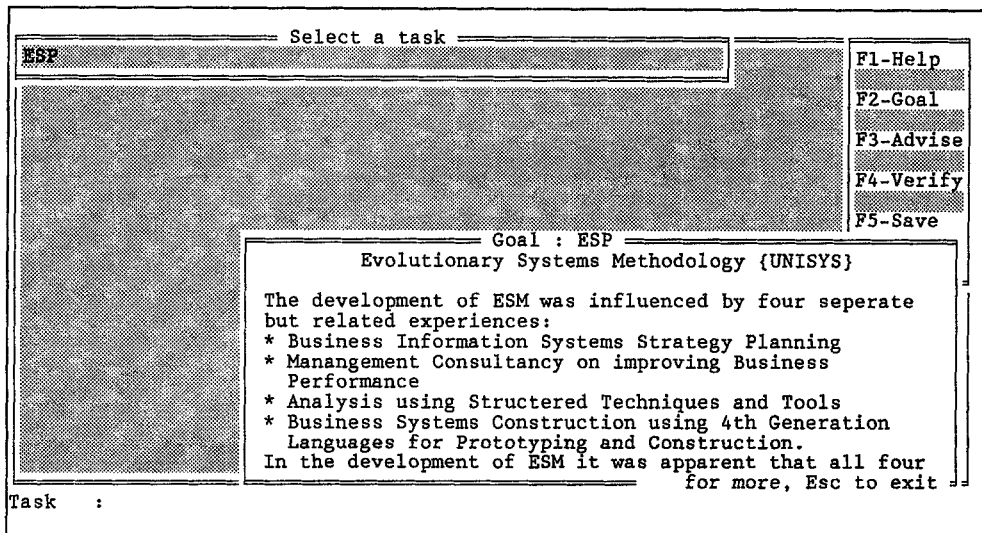 Select a task
ESP
F1-Help
F2-Goal
F3-Advise
F4-Verify
F5-Save
Goal : ESP
Evolutionary Systems Methodology {UNISYS}
The development of ESM was influenced by four seperate
but related experiences:
* Business Information Systems Strategy Planning
* Manangement Consultancy on improving Business
Performance
* Analysis using Structered Techniques and Tools
* Business Systems Construction using 4th Generation
Languages for Prototyping and Construction.
In the development of ESM it was apparent that all four
for more, Esc to exit
Task :